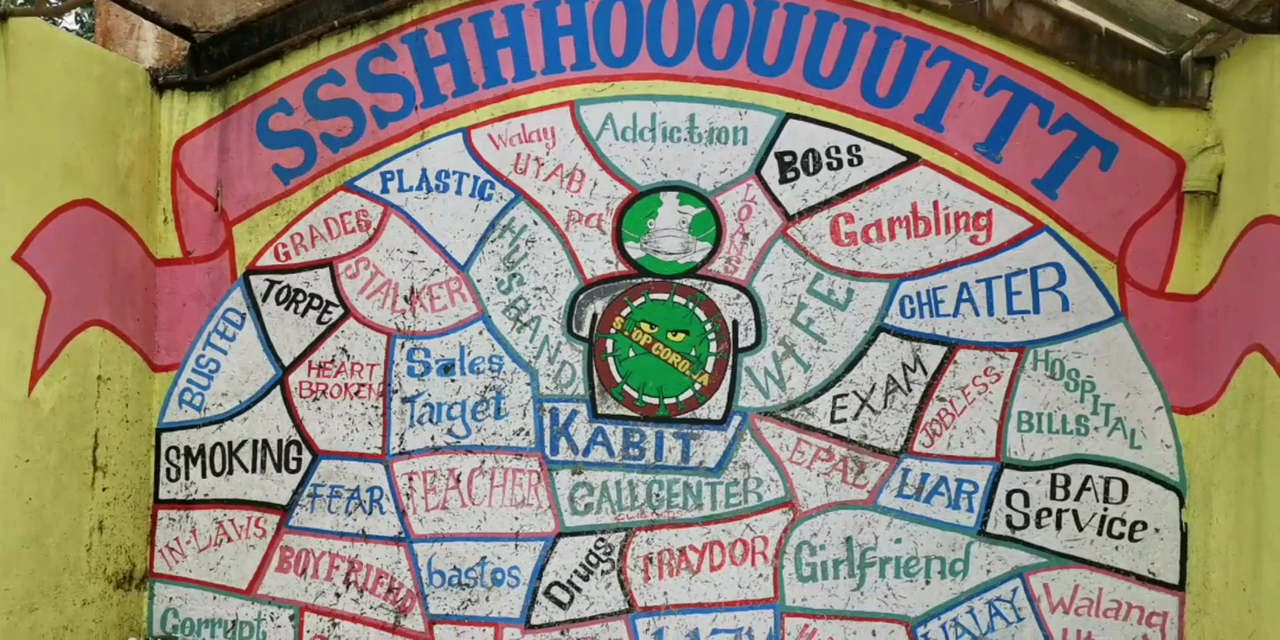 SSSHHHOOOUUUTTT
Addiction
Walay
UYAB
pa
BOSS
PLASTIC
LOANS
Gambling
GRADES
STALKER
HUSBAND
WIFE
CHEATER
TORPE
BUSTED
HEART
BROKEN
Sales
Target
STOP CORONA
EXAM
JOBLESS
HOSPITAL
BILLS
KABIT
SMOKING
FEAR
TEACHER
CALLCENTER
EPAL
LIAR
BAD
Service
IN-LAWS
BOYFRIEND
bastos
Drugs
TRAYDOR
Girlfriend
WALAY
Walang
Corrupt
LAZY